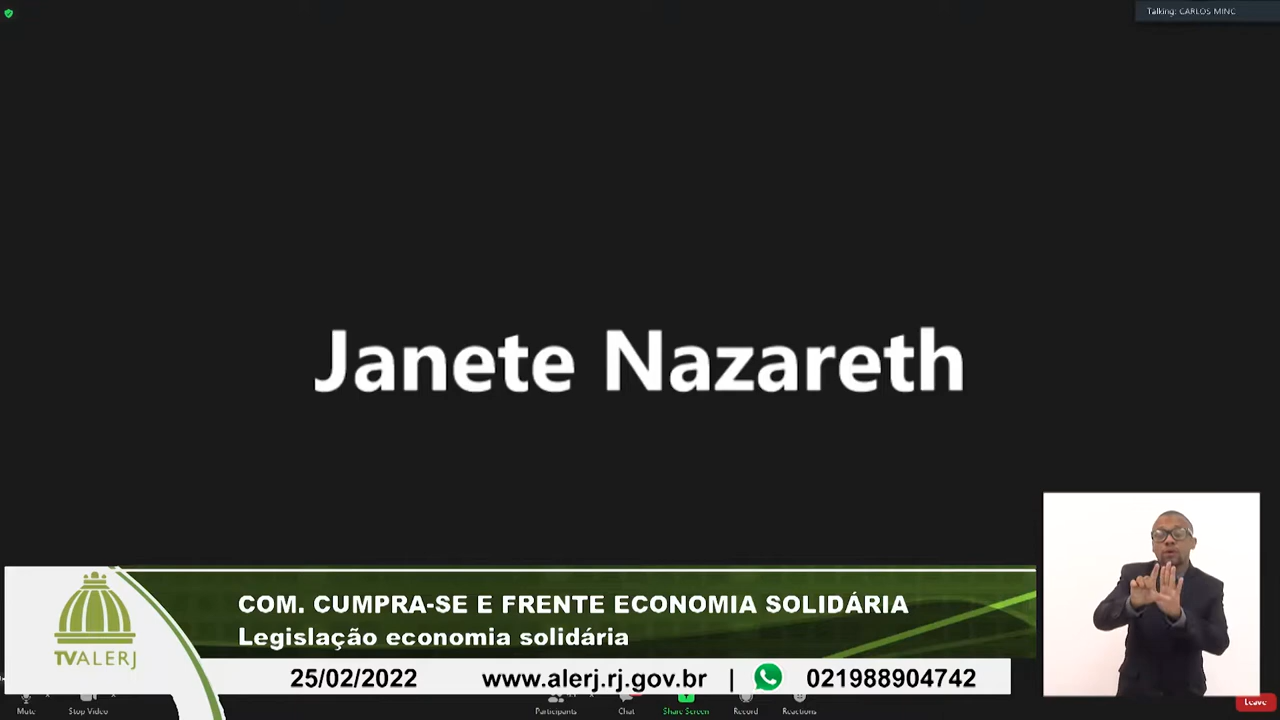 Talking: CARLOS MINC
Janete Nazareth
COM. CUMPRA-SE E FRENTE ECONOMIA SOLIDÁRIA
Legislação economia solidária
TVALERJ
25/02/2022 www.alerj.rj.gov.br | 021988904742
Mute Stop Video Participants Chat Share Screen Record Reactions Leave